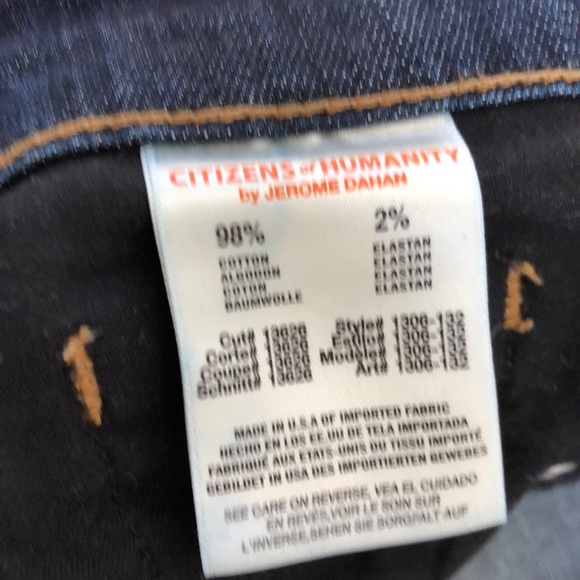 CITIZENS of HUMANITY
by JEROME DAHAN
98% 2%
COTTON ELASTAN
ALGODON ELASTAN
COTON ELASTAN
BAUMWOLLE ELASTAN
Cut# 13626 Style# 1306-132
Corte# 13626 Estilo# 1306-132
Coupe# 13626 Modele# 1306-132
Schnitt# 13626 Art# 1306-132
MADE IN U.S.A OF IMPORTED FABRIC
HECHO EN LOS EE.UU DE TELA IMPORTADA
FABRIQUE AUX ETATS-UNIS DU TISSU IMPORTE
GEBILDET IN USA DES IMPORTIERTEN GEWEBES
SEE CARE ON REVERSE, VEA EL CUIDADO
EN REVES,VOIR LE SOIN SUR
L'INVERSE,SEHEN SIE SORGFALT AUF